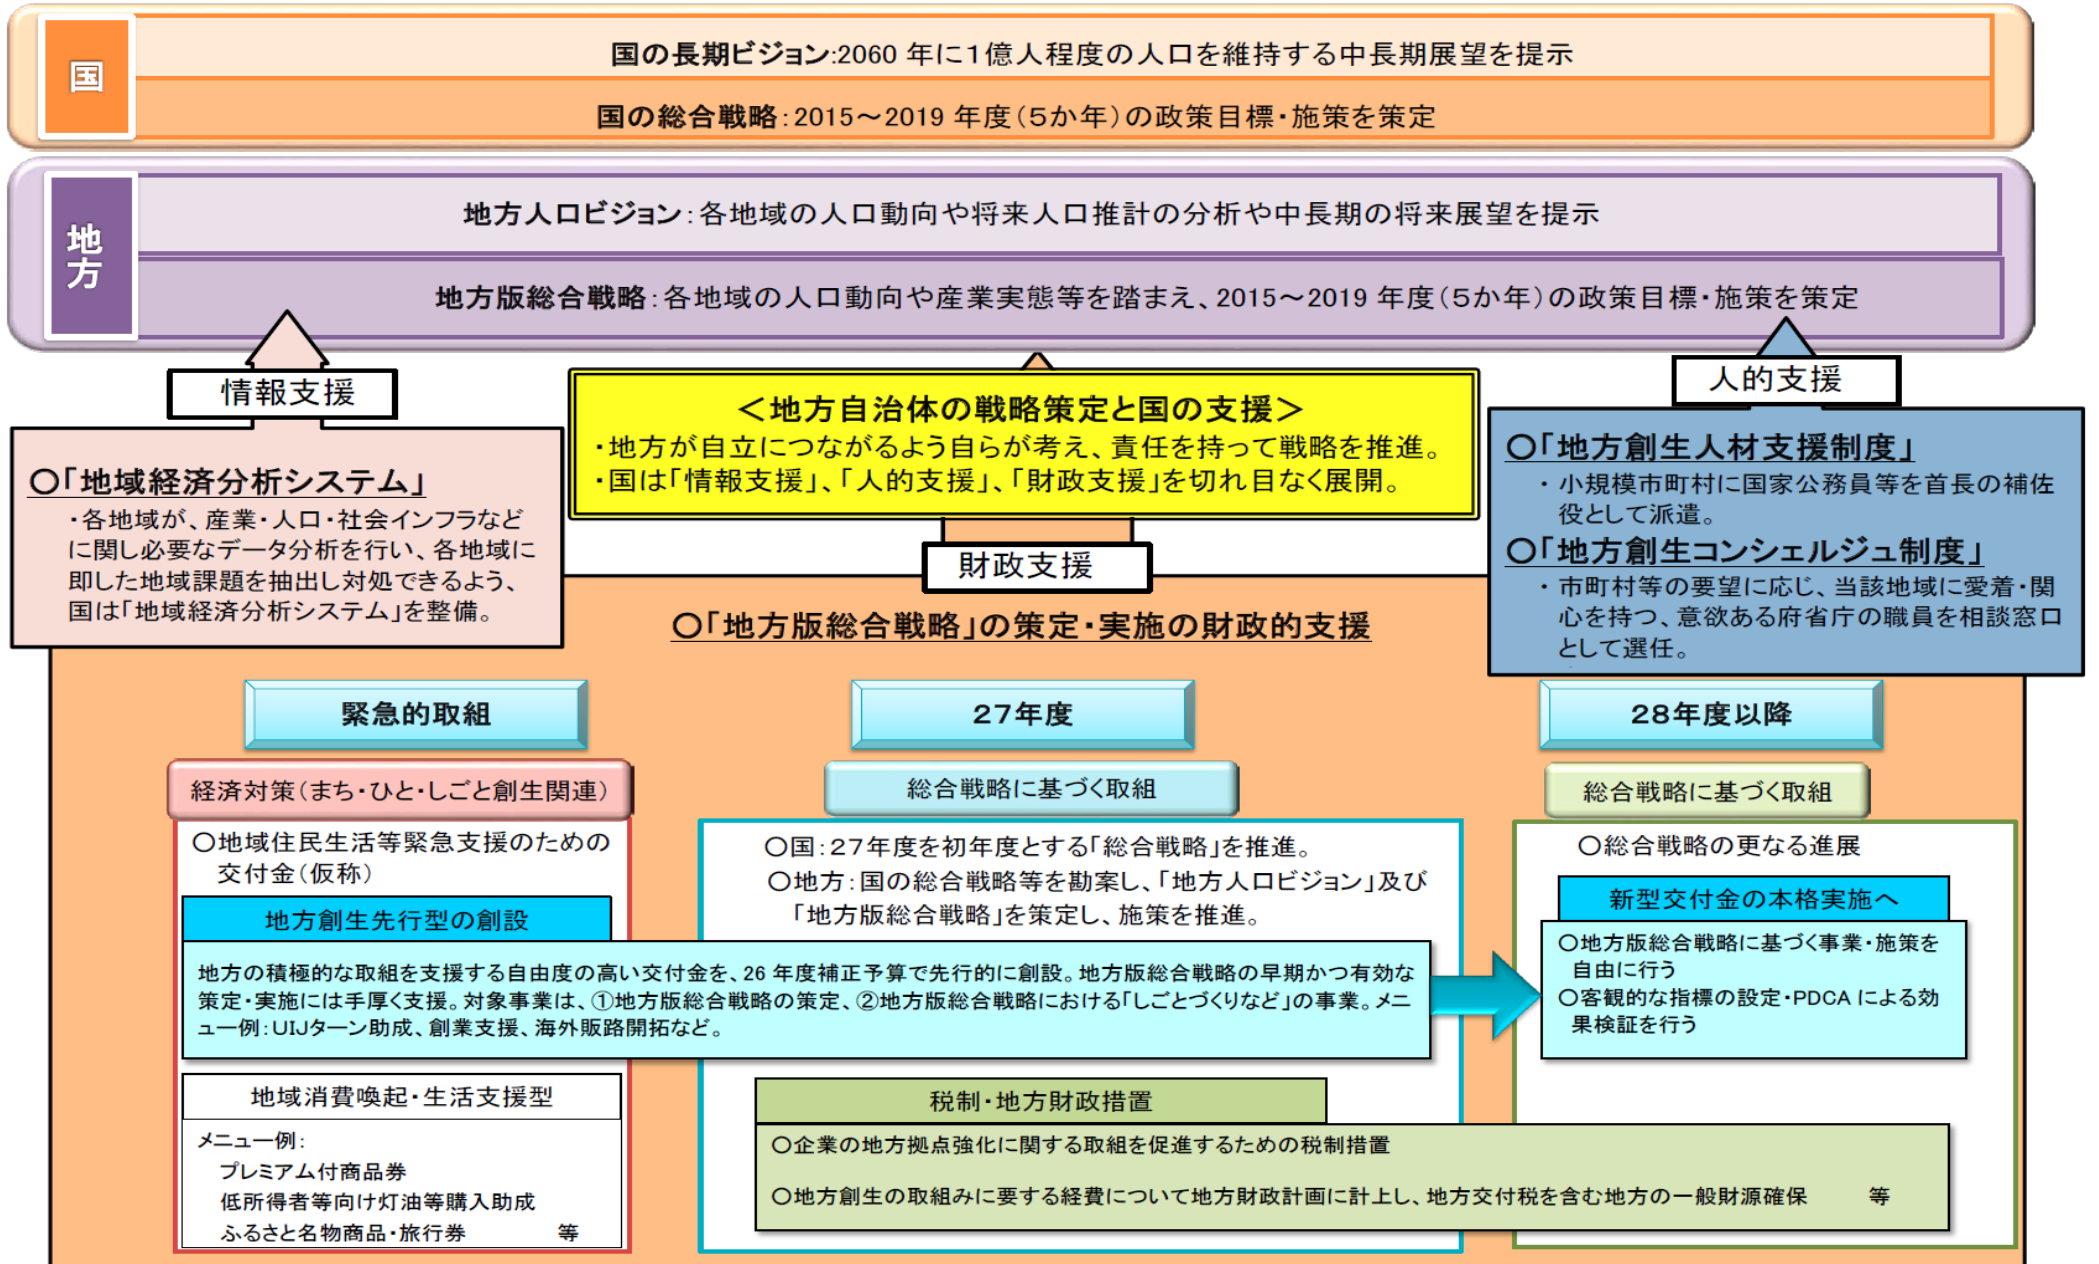 国
国の長期ビジョン:2060 年に1億人程度の人口を維持する中長期展望を提示
国の総合戦略:2015～2019 年度(5か年)の政策目標・施策を策定
地方
地方人口ビジョン:各地域の人口動向や将来人口推計の分析や中長期の将来展望を提示
地方版総合戦略:各地域の人口動向や産業実態等を踏まえ、2015～2019 年度(5か年)の政策目標・施策を策定
情報支援
○「地域経済分析システム」
・各地域が、産業・人口・社会インフラなど
に関し必要なデータ分析を行い、各地域に
即した地域課題を抽出し対処できるよう、
国は「地域経済分析システム」を整備。
＜地方自治体の戦略策定と国の支援＞
・地方が自立につながるよう自らが考え、責任を持って戦略を推進。
・国は「情報支援」、「人的支援」、「財政支援」を切れ目なく展開。
人的支援
○「地方創生人材支援制度」
・小規模市町村に国家公務員等を首長の補佐
役として派遣。
○「地方創生コンシェルジュ制度」
・市町村等の要望に応じ、当該地域に愛着・関
心を持つ、意欲ある府省庁の職員を相談窓口
として選任。
財政支援
○「地方版総合戦略」の策定・実施の財政的支援
緊急的取組
経済対策(まち・ひと・しごと創生関連)
○地域住民生活等緊急支援のための
交付金(仮称)
地方創生先行型の創設
地方の積極的な取組を支援する自由度の高い交付金を、26 年度補正予算で先行的に創設。地方版総合戦略の早期かつ有効な
策定・実施には手厚く支援。対象事業は、①地方版総合戦略の策定、②地方版総合戦略における「しごとづくりなど」の事業。メニ
ュー例:UIJターン助成、創業支援、海外販路開拓など。
地域消費喚起・生活支援型
メニュー例:
プレミアム付商品券
低所得者等向け灯油等購入助成
ふるさと名物商品・旅行券 等
27年度
総合戦略に基づく取組
○国:27年度を初年度とする「総合戦略」を推進。
○地方:国の総合戦略等を勘案し、「地方人口ビジョン」及び
「地方版総合戦略」を策定し、施策を推進。
税制・地方財政措置
○企業の地方拠点強化に関する取組を促進するための税制措置
○地方創生の取組みに要する経費について地方財政計画に計上し、地方交付税を含む地方の一般財源確保 等
28年度以降
総合戦略に基づく取組
○総合戦略の更なる進展
新型交付金の本格実施へ
○地方版総合戦略に基づく事業・施策を
自由に行う
○客観的な指標の設定・PDCA による効
果検証を行う